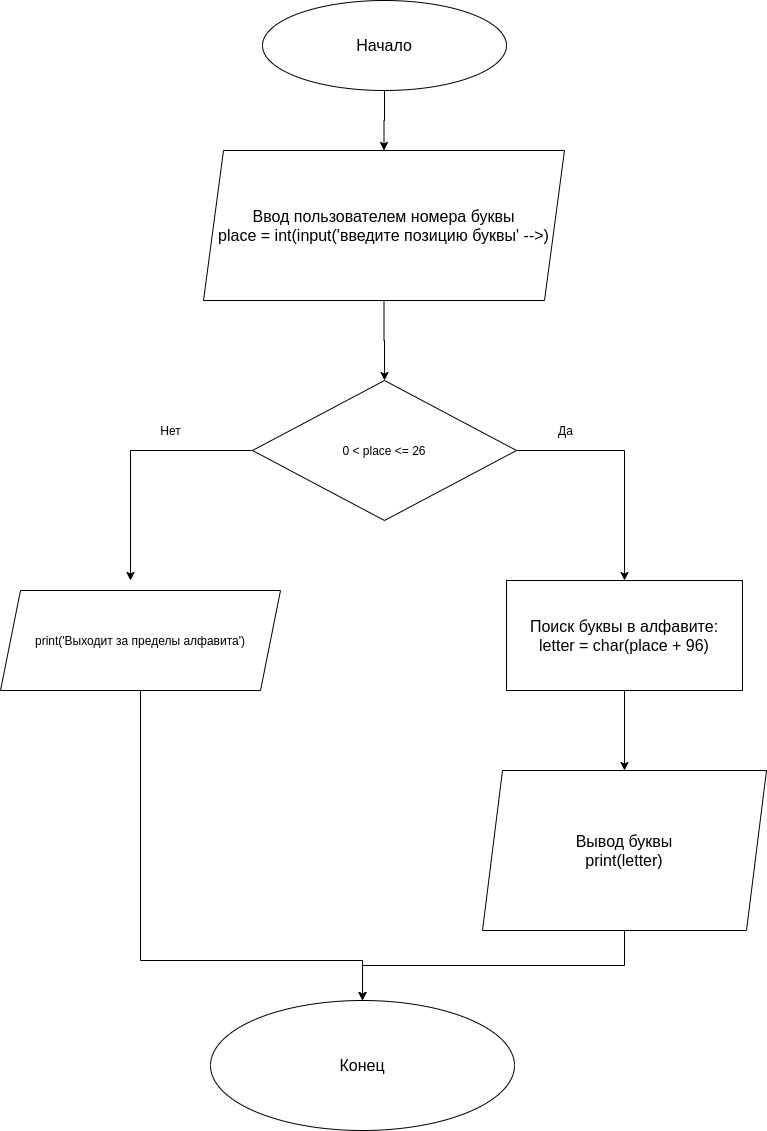 Начало
Ввод пользователем номера буквы
place = int(input('введите позицию буквы' -->)
0 < place <= 26
Нет
Да
print('Выходит за пределы алфавита')
Поиск буквы в алфавите:
letter = char(place + 96)
Вывод буквы
print(letter)
Конец